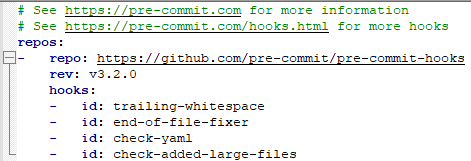 # See https://pre-commit.com for more information
# See https://pre-commit.com/hooks.html for more hooks
repos:
-   repo: https://github.com/pre-commit/pre-commit-hooks
    rev: v3.2.0
    hooks:
    -   id: trailing-whitespace
    -   id: end-of-file-fixer
    -   id: check-yaml
    -   id: check-added-large-files